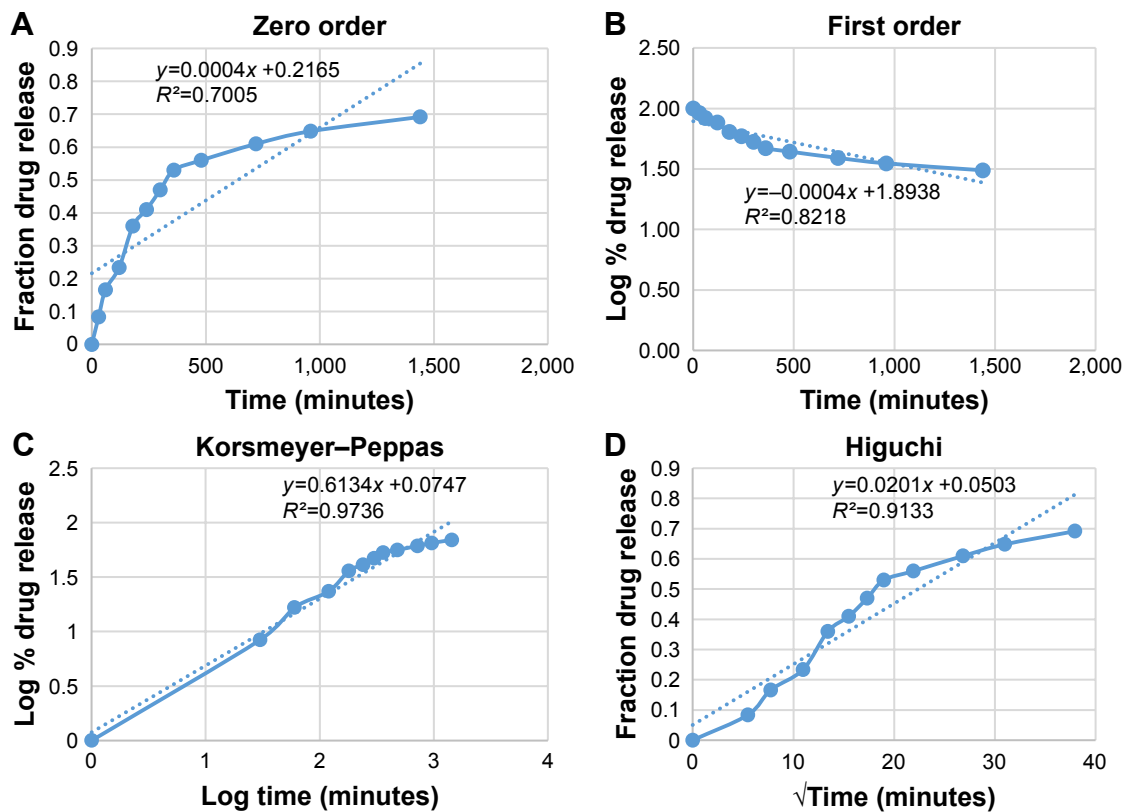 A
Zero order
y=0.0004x +0.2165
R²=0.7005
Fraction drug release
0.9
0.8
0.7
0.6
0.5
0.4
0.3
0.2
0.1
0
0
500
1,000
1,500
2,000
Time (minutes)
B
First order
y=–0.0004x +1.8938
R²=0.8218
Log % drug release
2.50
2.00
1.50
1.00
0.50
0.00
0
500
1,000
1,500
2,000
Time (minutes)
C
Korsmeyer–Peppas
y=0.6134x +0.0747
R²=0.9736
Log % drug release
2.5
2
1.5
1
0.5
0
0
1
2
3
4
Log time (minutes)
D
Higuchi
y=0.0201x +0.0503
R²=0.9133
Fraction drug release
0.9
0.8
0.7
0.6
0.5
0.4
0.3
0.2
0.1
0
0
10
20
30
40
√Time (minutes)